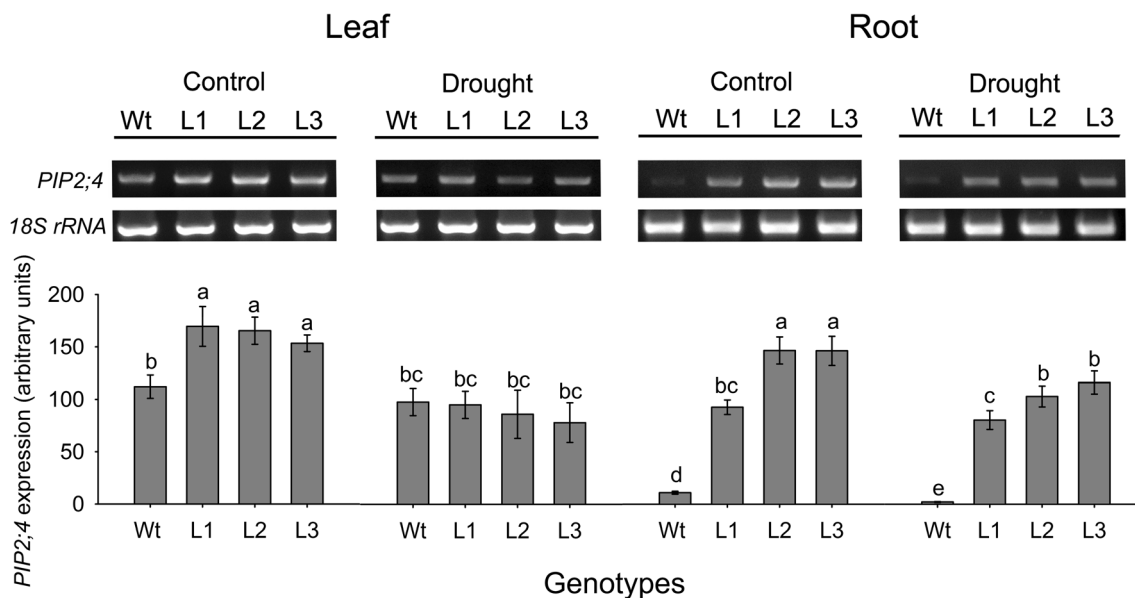 Leaf Root
Control Drought Control Drought
Wt L1 L2 L3 Wt L1 L2 L3 Wt L1 L2 L3 Wt L1 L2 L3
PIP2;4
18S rRNA
PIP2;4 expression (arbitrary units)
200
150
100
50
0
b a a a bc bc bc bc d bc a a e c b b
Wt L1 L2 L3 Wt L1 L2 L3 Wt L1 L2 L3 Wt L1 L2 L3
Genotypes